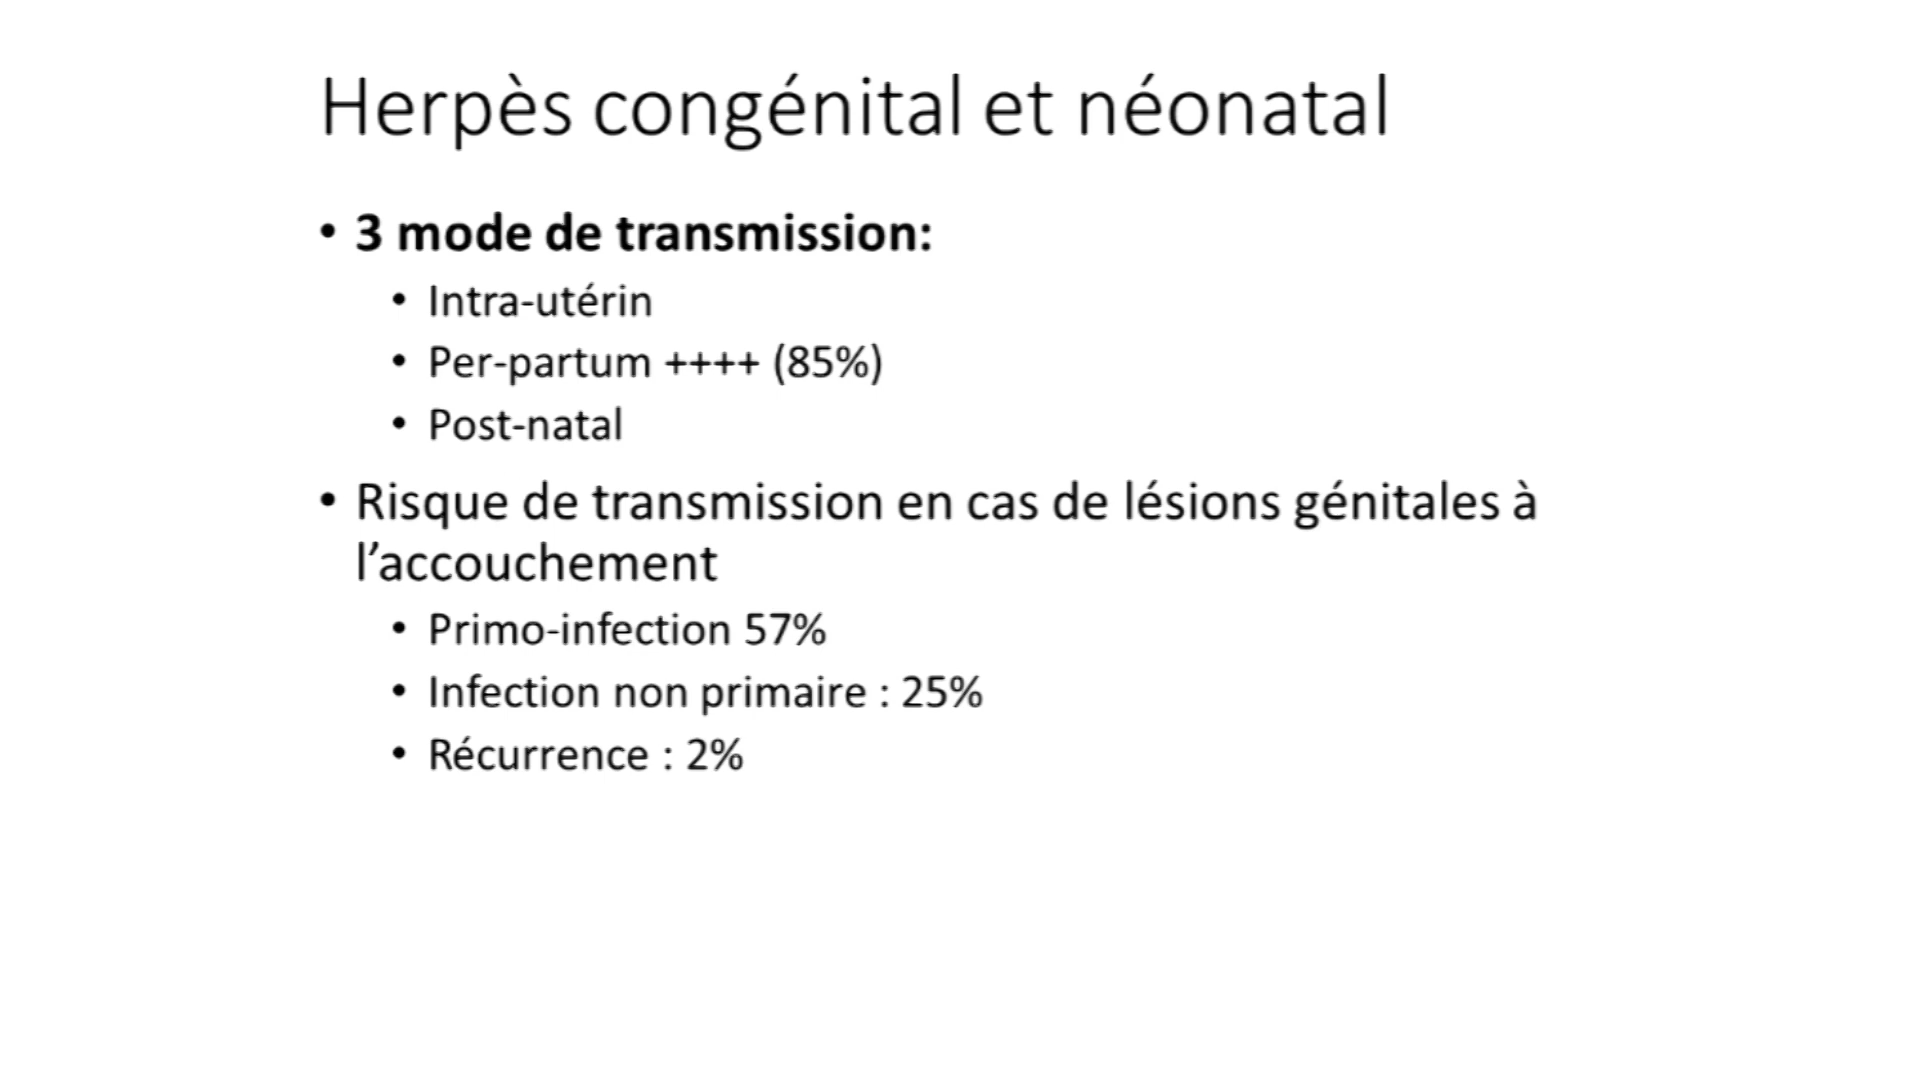 Herpès congénital et néonatal
• 3 mode de transmission:
• Intra-utérin
• Per-partum ++++ (85%)
• Post-natal
• Risque de transmission en cas de lésions génitales à
l’accouchement
• Primo-infection 57%
• Infection non primaire : 25%
• Récurrence : 2%